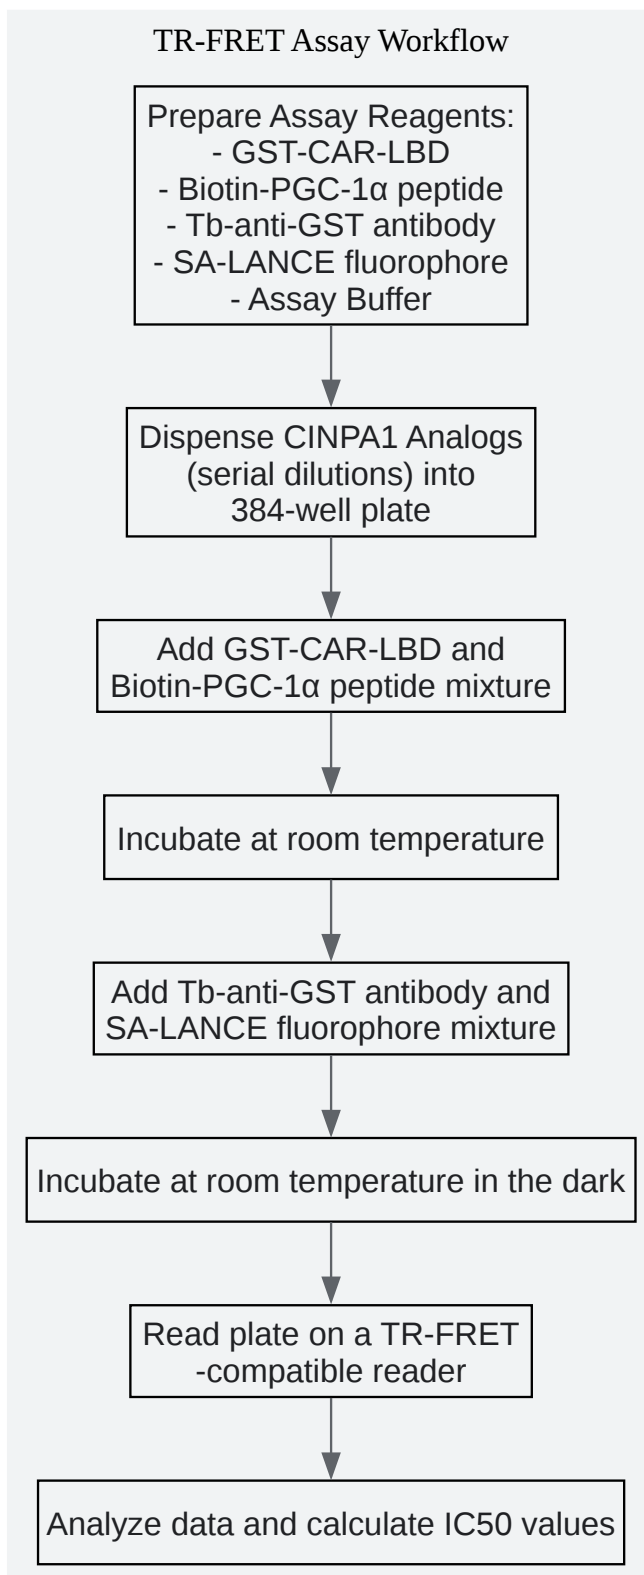 TR-FRET Assay Workflow
Prepare Assay Reagents:
- GST-CAR-LBD
- Biotin-PGC-1α peptide
- Tb-anti-GST antibody
- SA-LANCE fluorophore
- Assay Buffer
Dispense CINPA1 Analogs
(serial dilutions) into
384-well plate
Add GST-CAR-LBD and
Biotin-PGC-1α peptide mixture
Incubate at room temperature
Add Tb-anti-GST antibody and
SA-LANCE fluorophore mixture
Incubate at room temperature in the dark
Read plate on a TR-FRET
-compatible reader
Analyze data and calculate IC50 values